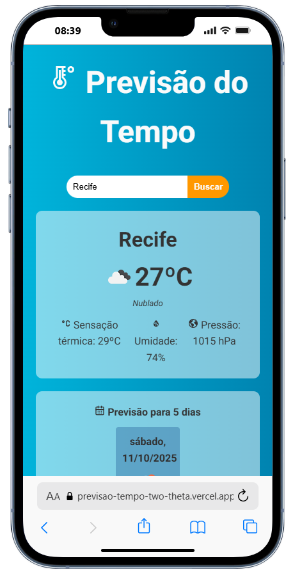 08:39
Previsão do
Tempo
Recife Buscar
Recife
27ºC
Nublado
°C Sensação
térmica: 29ºC
Umidade:
74%
Pressão:
1015 hPa
Previsão para 5 dias
sábado,
11/10/2025
AA previsao-tempo-two-theta.vercel.app